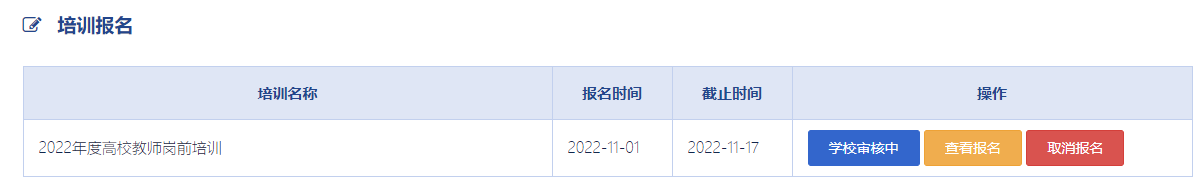 培训报名
培训名称 报名时间 截止时间 操作
2022年度高校教师岗前培训 2022-11-01 2022-11-17 学校审核中 查看报名 取消报名